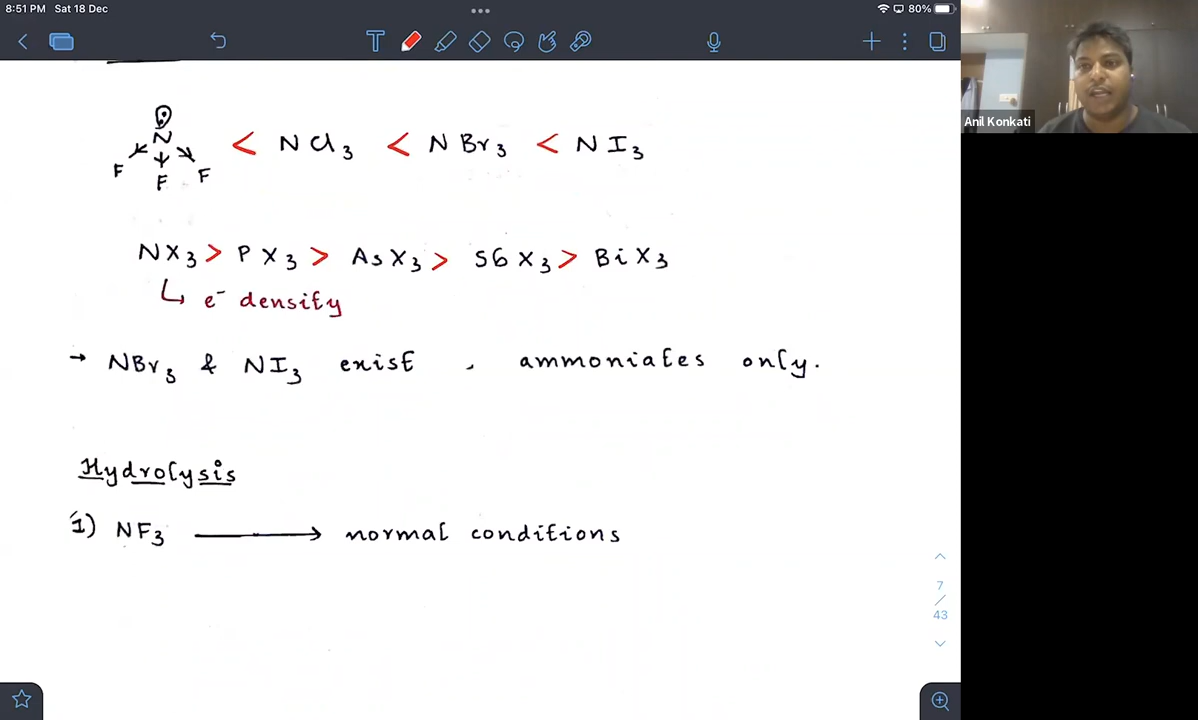 8:51 PM Sat 18 Dec
80%
Anil Konkati
N < NCl3 < NBr3 < NI3
F F F
NX3 > PX3 > AsX3 > SbX3 > BiX3
↳ e⁻ density
→ NBr3 & NI3 exist , ammoniates only.
Hydrolysis
1) NF3 ⟶ normal conditions
7
/
43